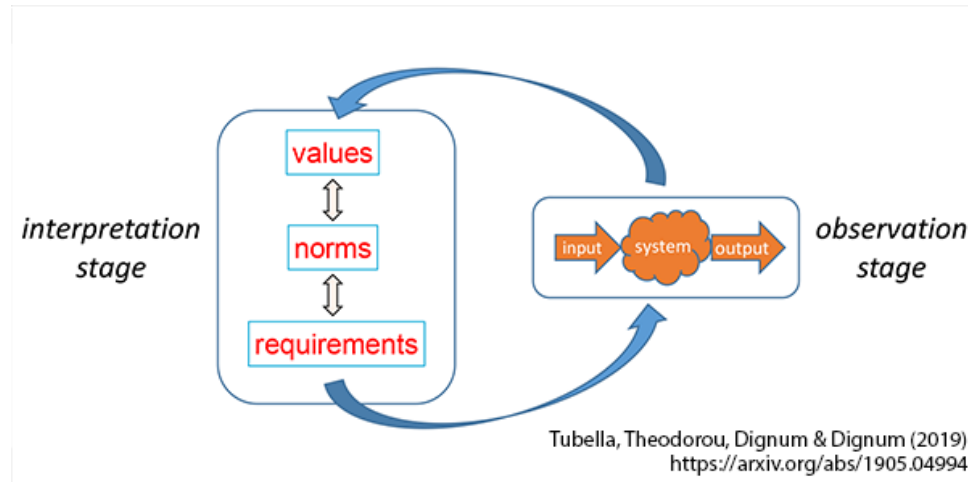 interpretation
stage
values
norms
requirements
input
system
output
observation
stage
Tubella, Theodorou, Dignum & Dignum (2019)
https://arxiv.org/abs/1905.04994